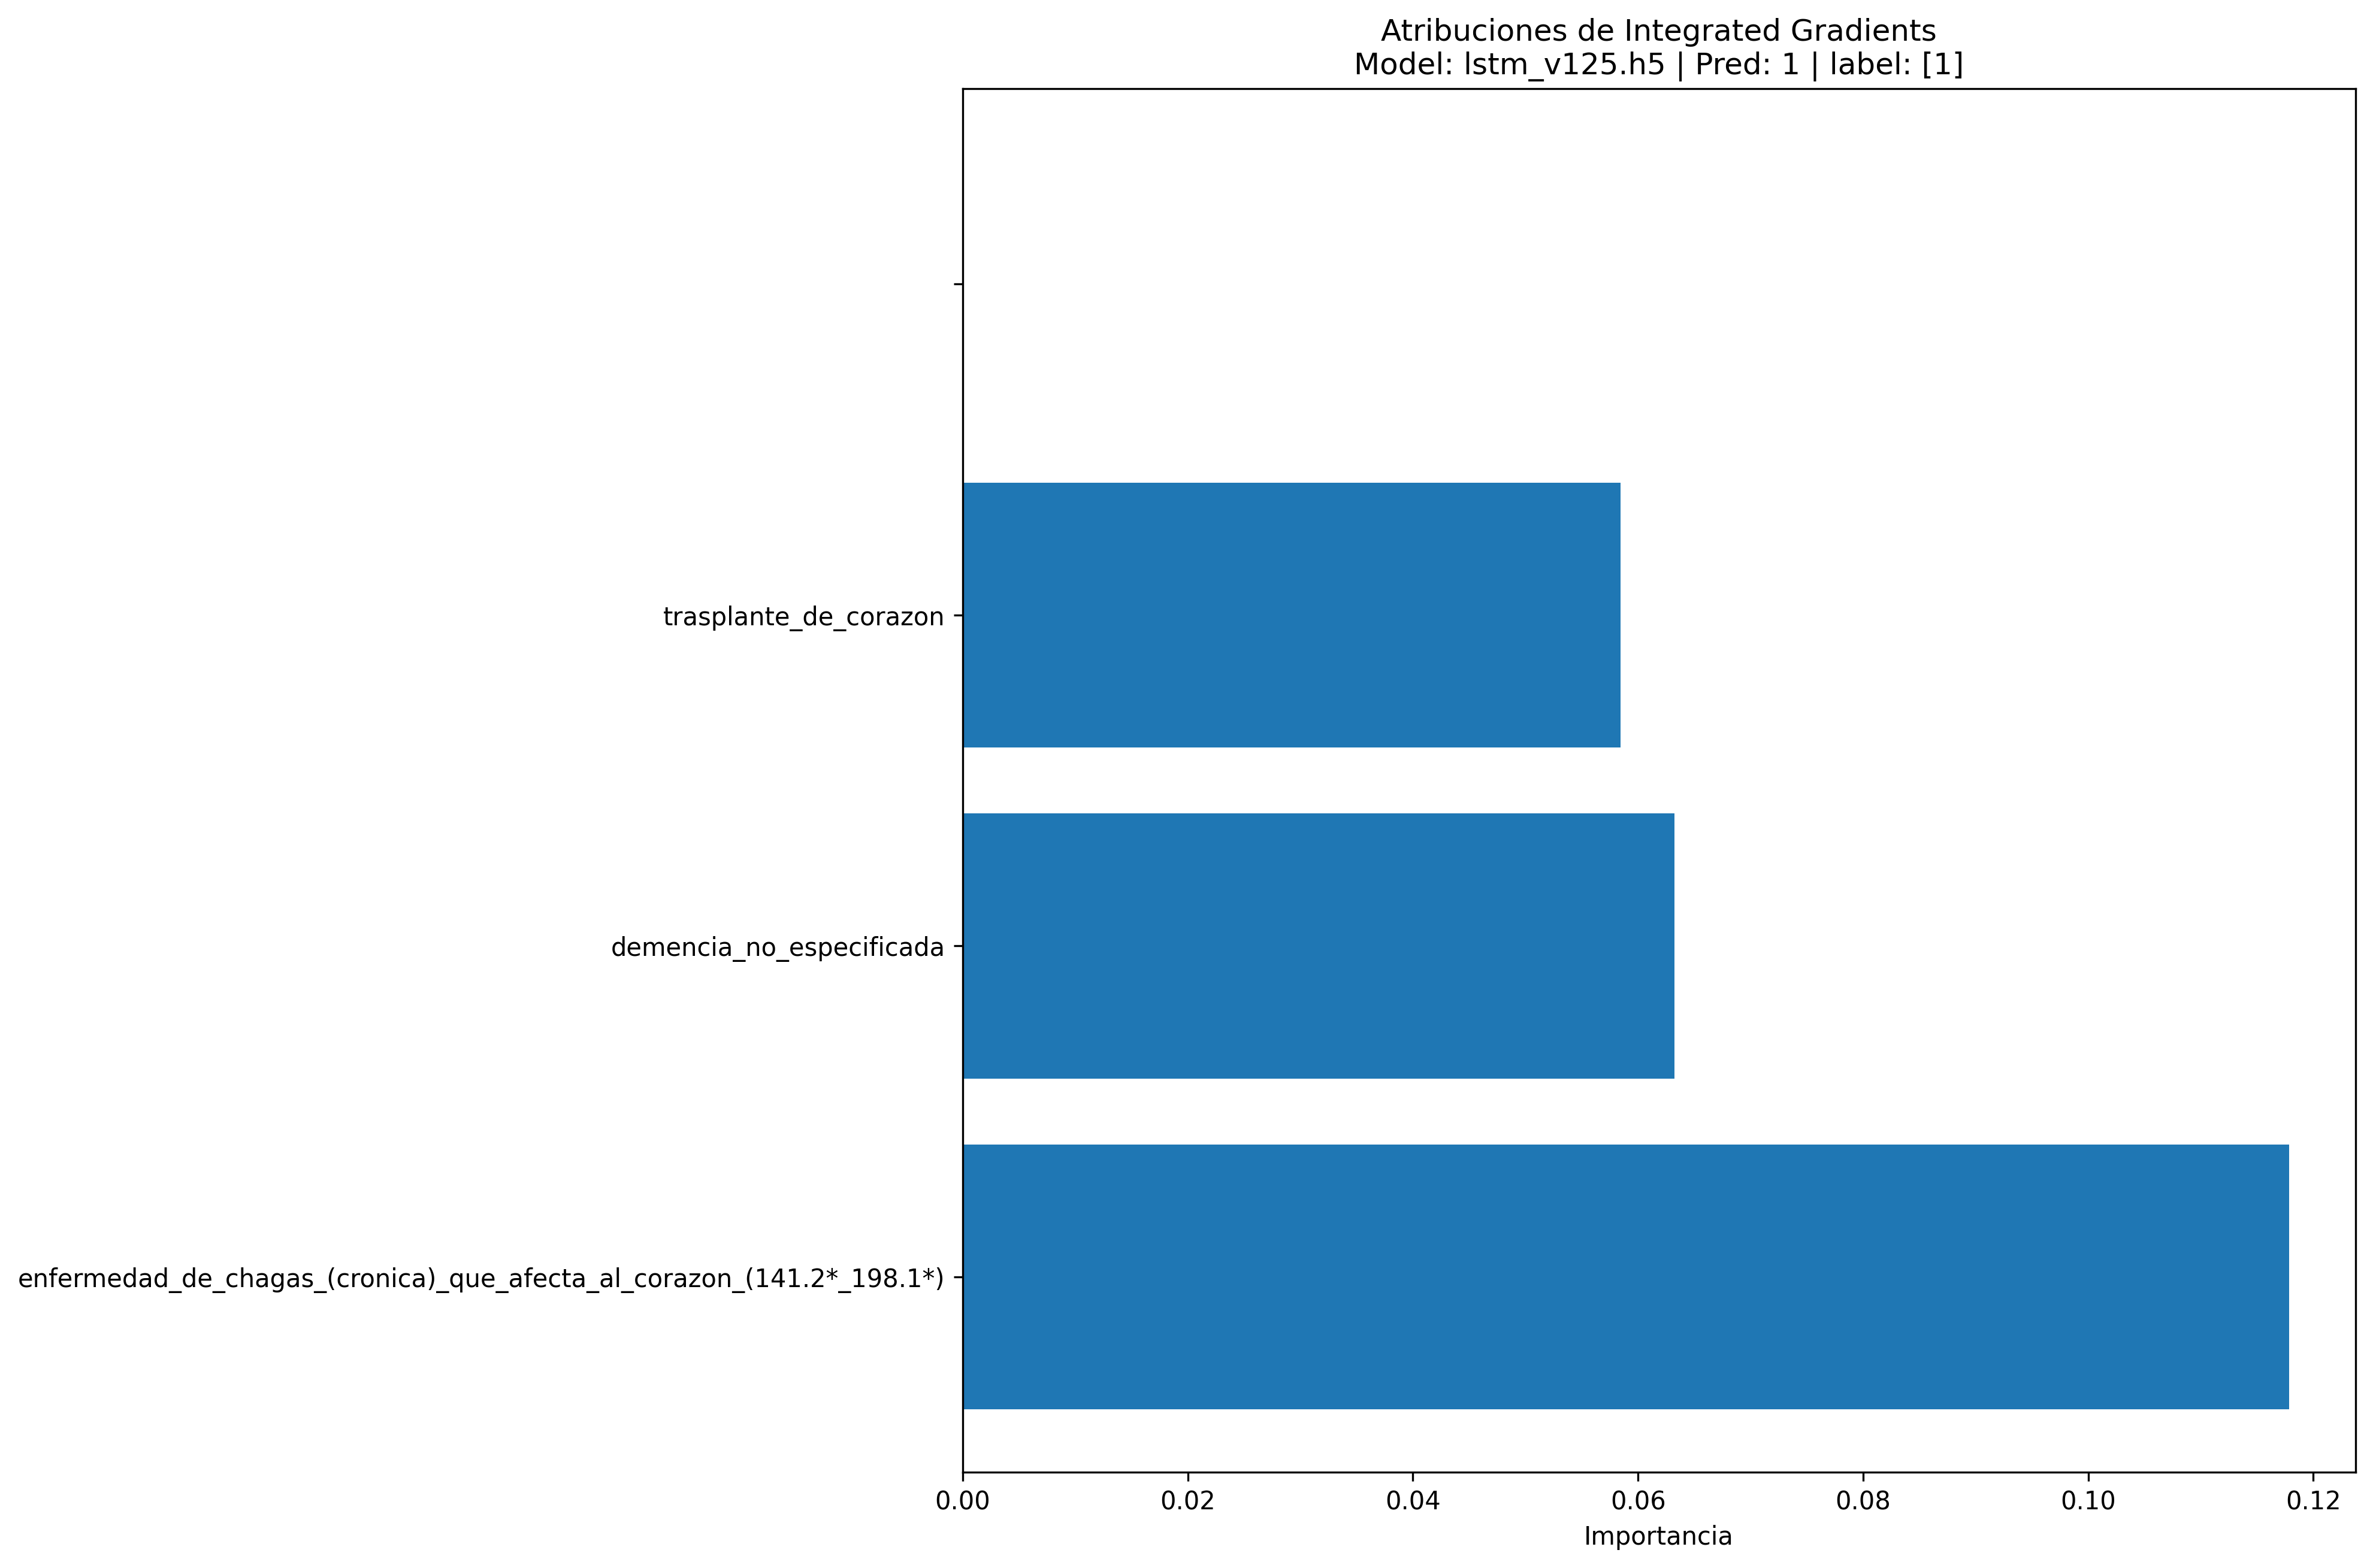 Atribuciones de Integrated Gradients
Model: lstm_v125.h5 | Pred: 1 | label: [1]
trasplante_de_corazon
demencia_no_especificada
enfermedad_de_chagas_(cronica)_que_afecta_al_corazon_(141.2*_198.1*)
0.00 0.02 0.04 0.06 0.08 0.10 0.12
Importancia